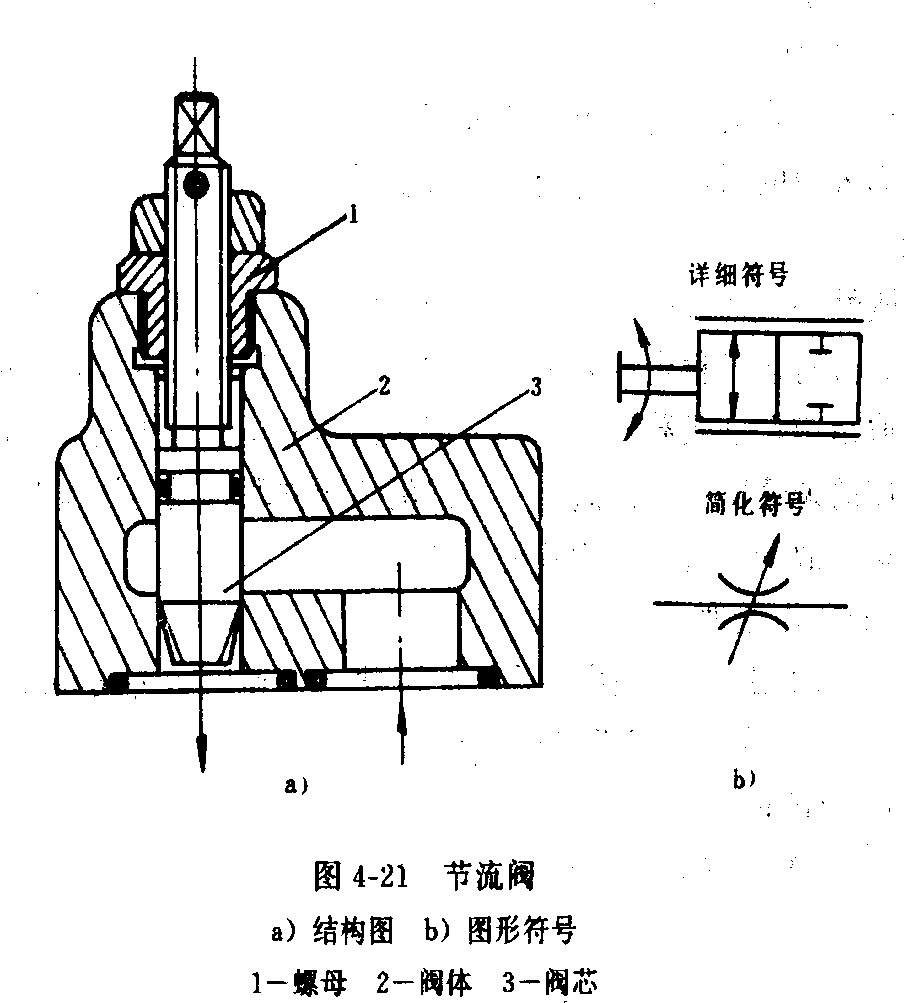 1
详细符号
2
3
简化符号
a)
b)
图 4-21 节流阀
a) 结构图 b) 图形符号
1—螺母 2—阀体 3—阀芯